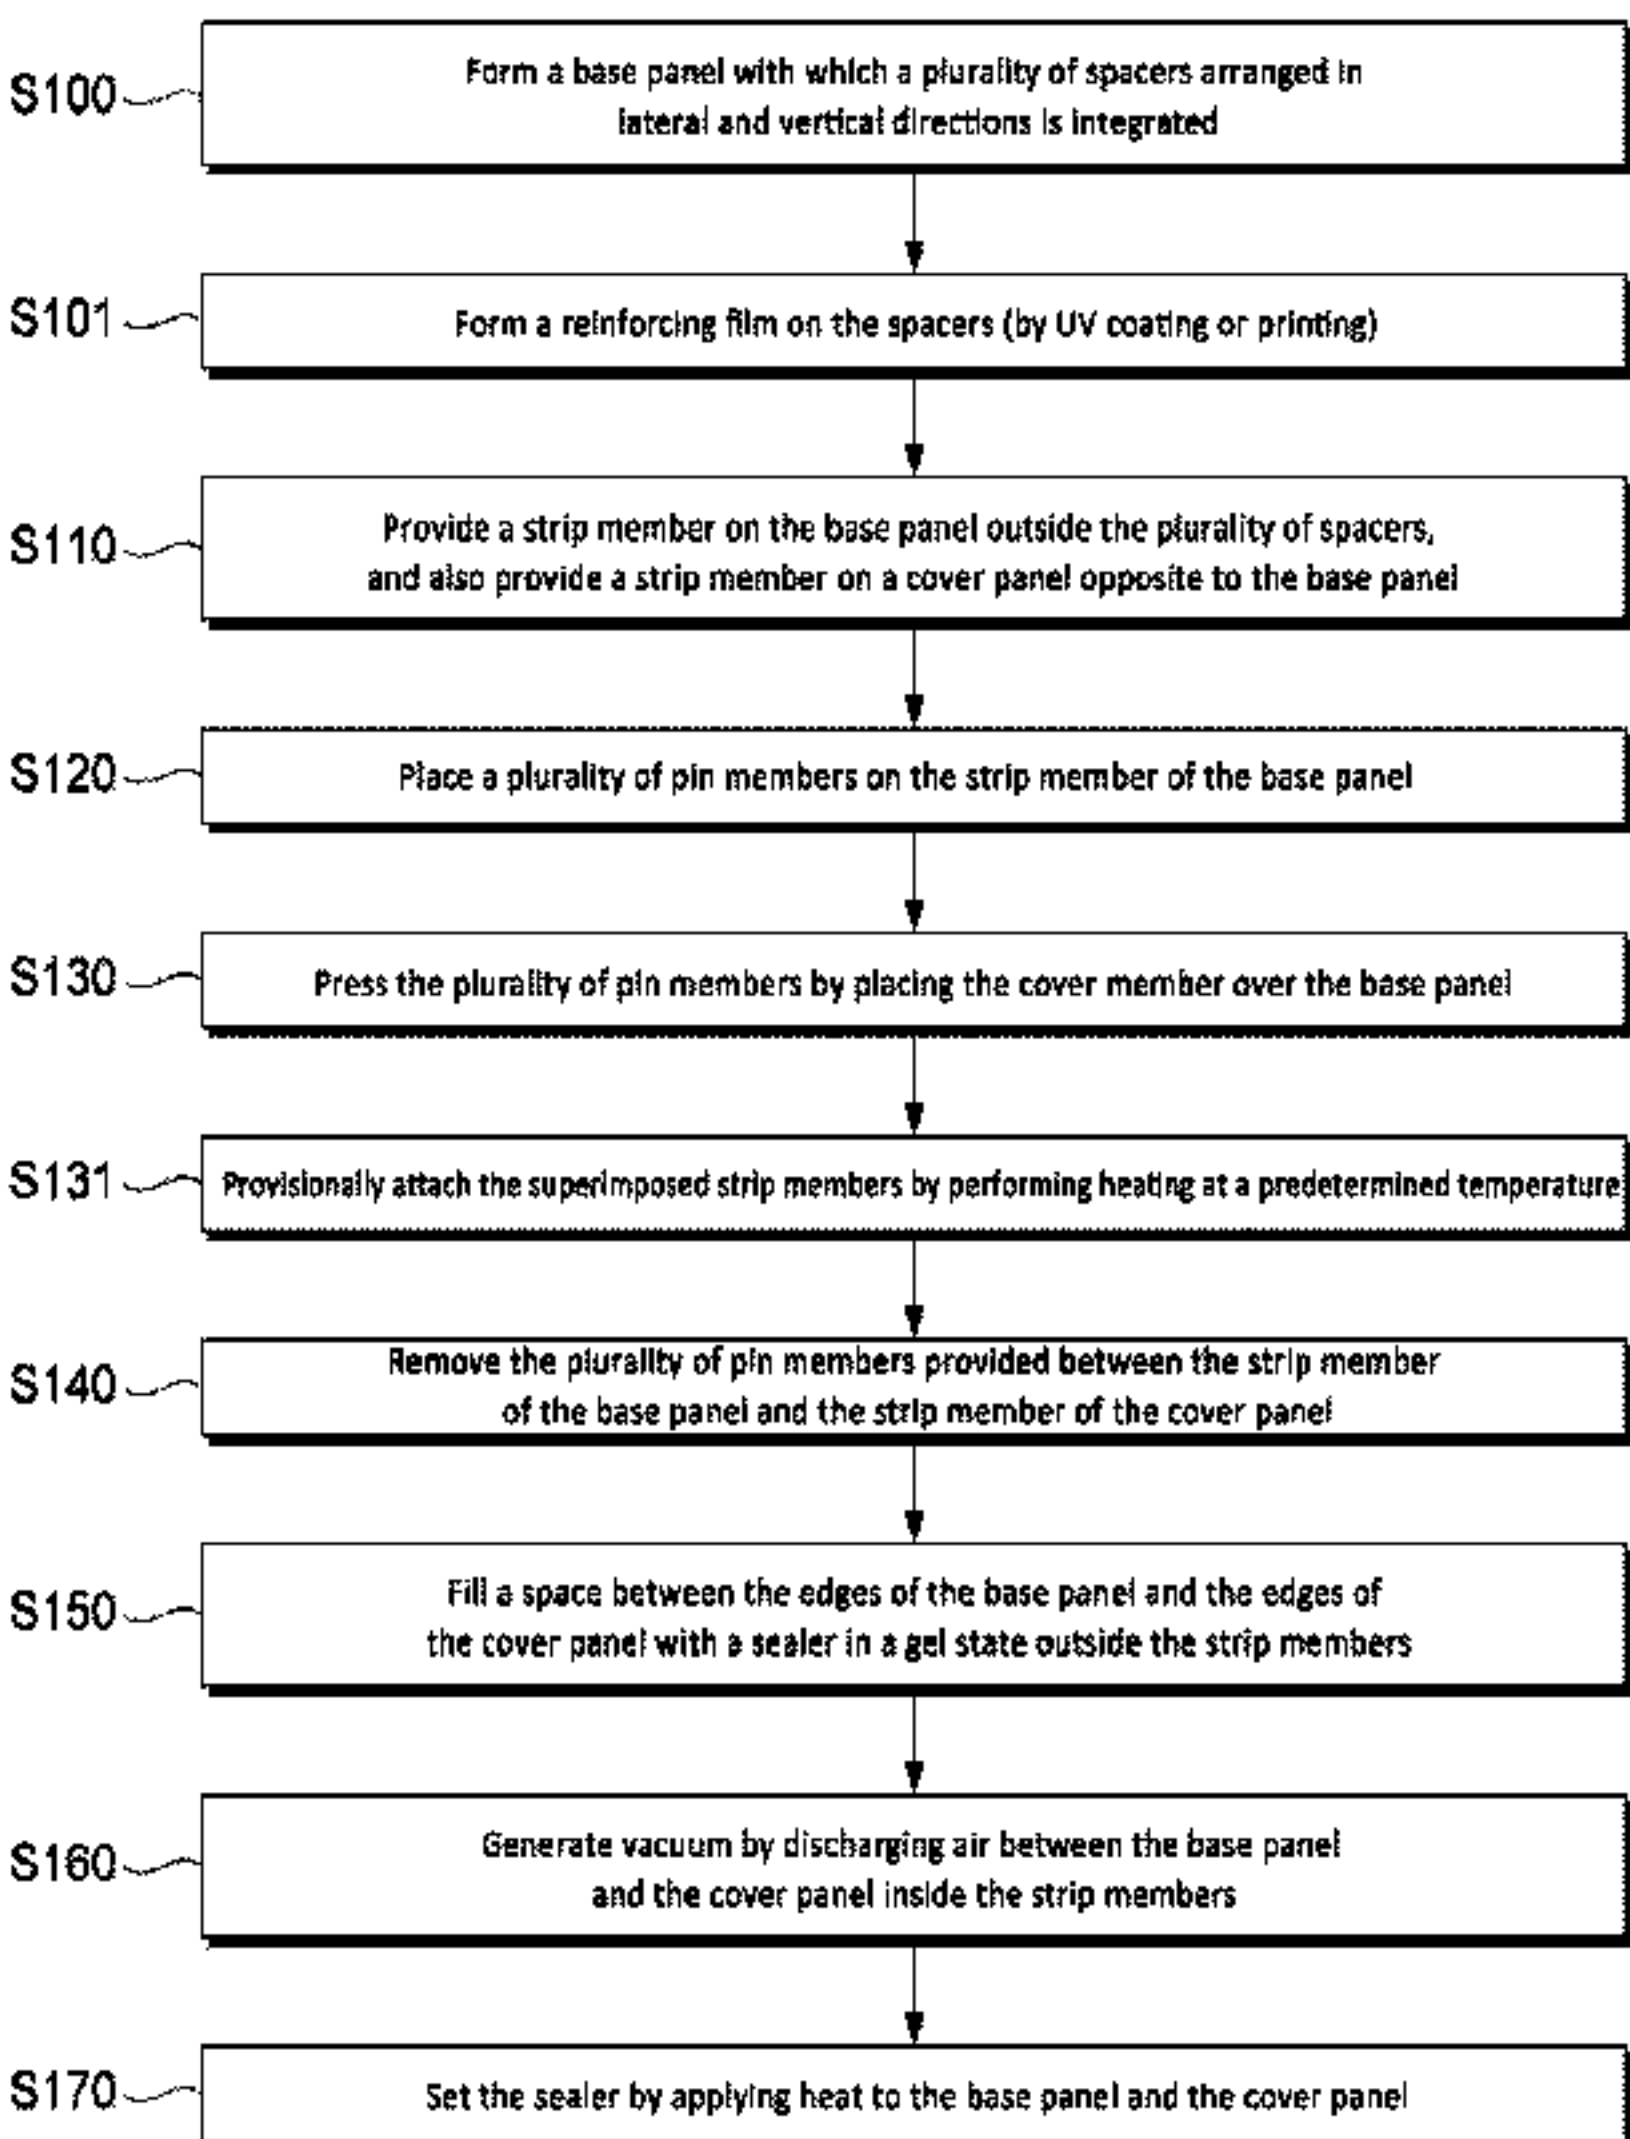 S100
Form a base panel with which a plurality of spacers arranged in
lateral and vertical directions is integrated
S101
Form a reinforcing film on the spacers (by UV coating or printing)
S110
Provide a strip member on the base panel outside the plurality of spacers,
and also provide a strip member on a cover panel opposite to the base panel
S120
Place a plurality of pin members on the strip member of the base panel
S130
Press the plurality of pin members by placing the cover member over the base panel
S131
Provisionally attach the superimposed strip members by performing heating at a predetermined temperature
S140
Remove the plurality of pin members provided between the strip member
of the base panel and the strip member of the cover panel
S150
Fill a space between the edges of the base panel and the edges of
the cover panel with a sealer in a gel state outside the strip members
S160
Generate vacuum by discharging air between the base panel
and the cover panel inside the strip members
S170
Set the sealer by applying heat to the base panel and the cover panel